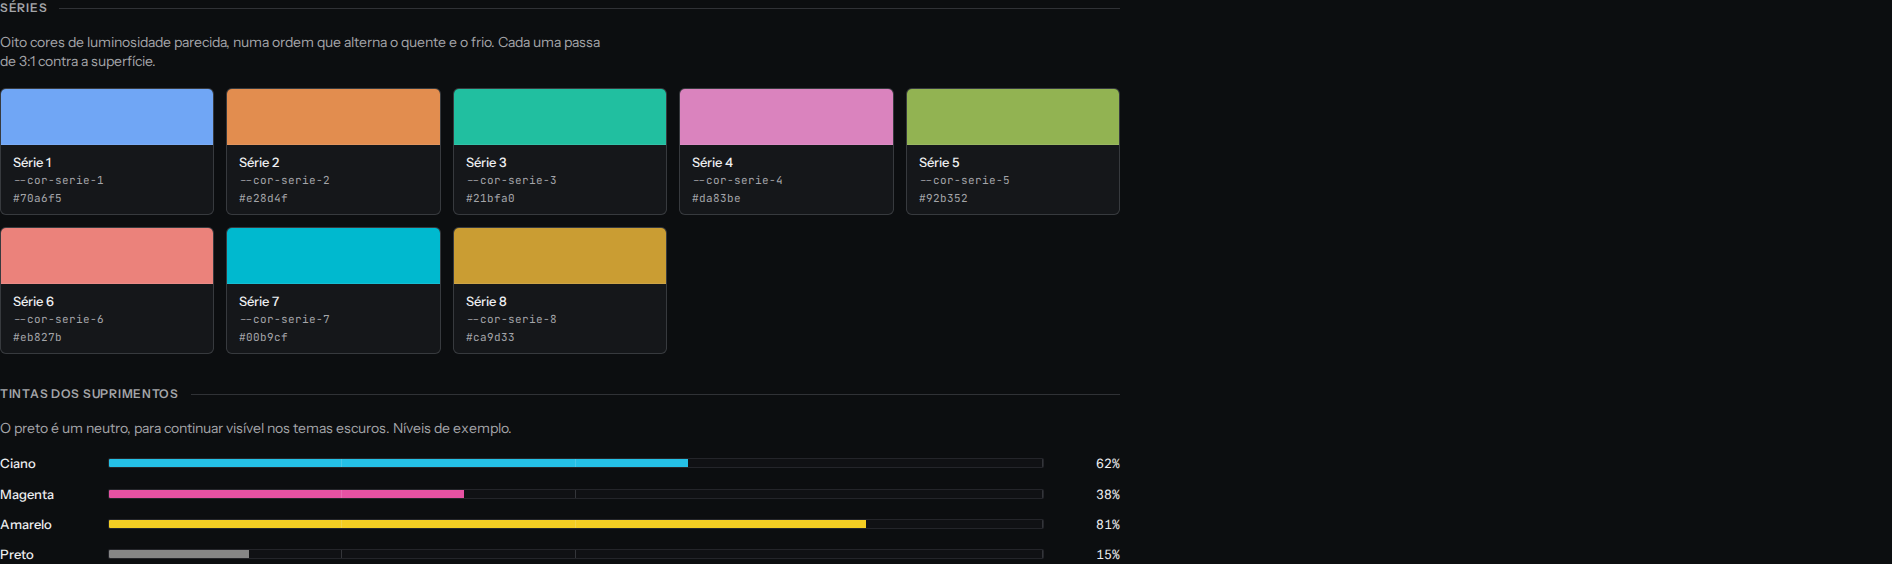 SÉRIES
Oito cores de luminosidade parecida, numa ordem que alterna o quente e o frio. Cada uma passa
de 3:1 contra a superfície.
Série 1
--cor-serie-1
#70a6f5
Série 2
--cor-serie-2
#e28d4f
Série 3
--cor-serie-3
#21bfa0
Série 4
--cor-serie-4
#da83be
Série 5
--cor-serie-5
#92b352
Série 6
--cor-serie-6
#eb827b
Série 7
--cor-serie-7
#00b9cf
Série 8
--cor-serie-8
#ca9d33
TINTAS DOS SUPRIMENTOS
O preto é um neutro, para continuar visível nos temas escuros. Níveis de exemplo.
Ciano 62%
Magenta 38%
Amarelo 81%
Preto 15%